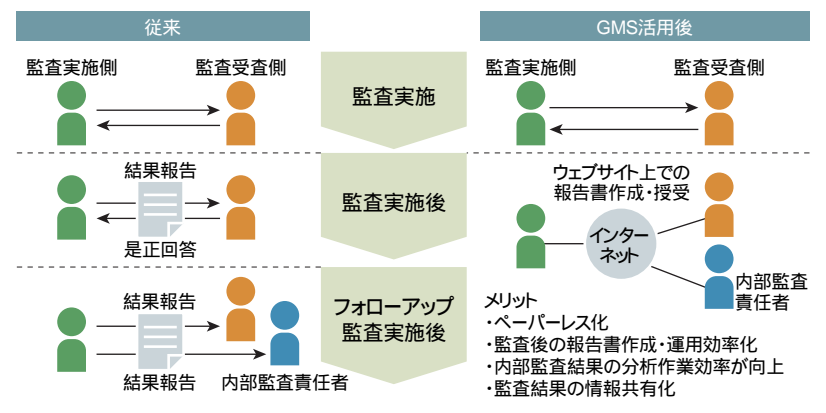 従来
GMS活用後
監査実施側
監査受査側
監査実施
監査実施側
監査受査側
結果報告
是正回答
監査実施後
ウェブサイト上での
報告書作成・授受
インター
ネット
内部監査
責任者
結果報告
結果報告
内部監査責任者
フォローアップ
監査実施後
メリット
・ペーパーレス化
・監査後の報告書作成・運用効率化
・内部監査結果の分析作業効率が向上
・監査結果の情報共有化